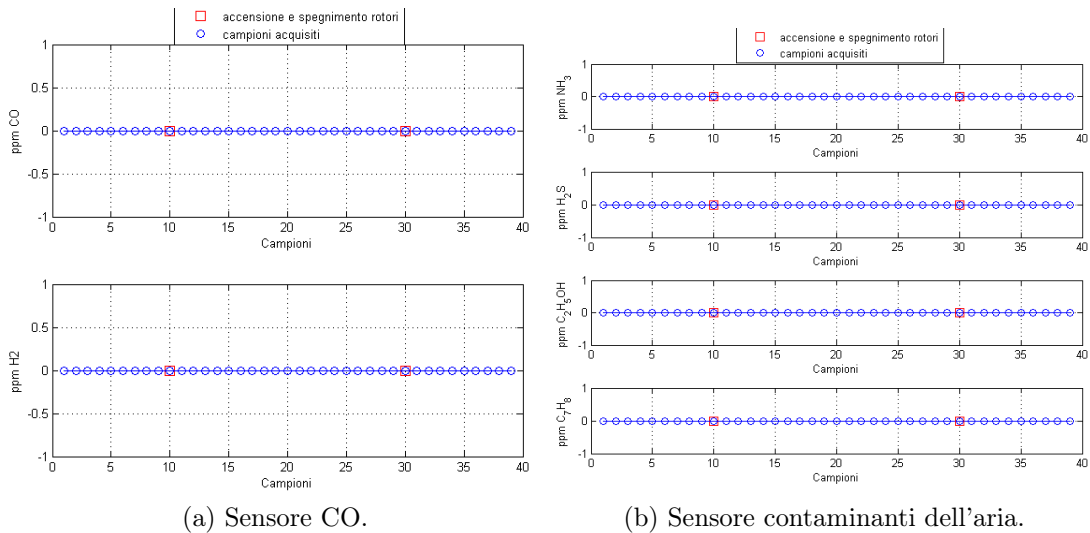 accensione e spegnimento rotori
campioni acquisiti
1
0.5
0
-0.5
-1
ppm CO
0 5 10 15 20 25 30 35 40
Campioni
1
0.5
0
-0.5
-1
ppm H2
0 5 10 15 20 25 30 35 40
Campioni
(a) Sensore CO.
accensione e spegnimento rotori
campioni acquisiti
1
0
-1
ppm NH3
0 5 10 15 20 25 30 35 40
Campioni
1
0
-1
ppm H2S
0 5 10 15 20 25 30 35 40
Campioni
1
0
-1
ppm C2H5OH
0 5 10 15 20 25 30 35 40
Campioni
1
0
-1
ppm C7H8
0 5 10 15 20 25 30 35 40
Campioni
(b) Sensore contaminanti dell'aria.